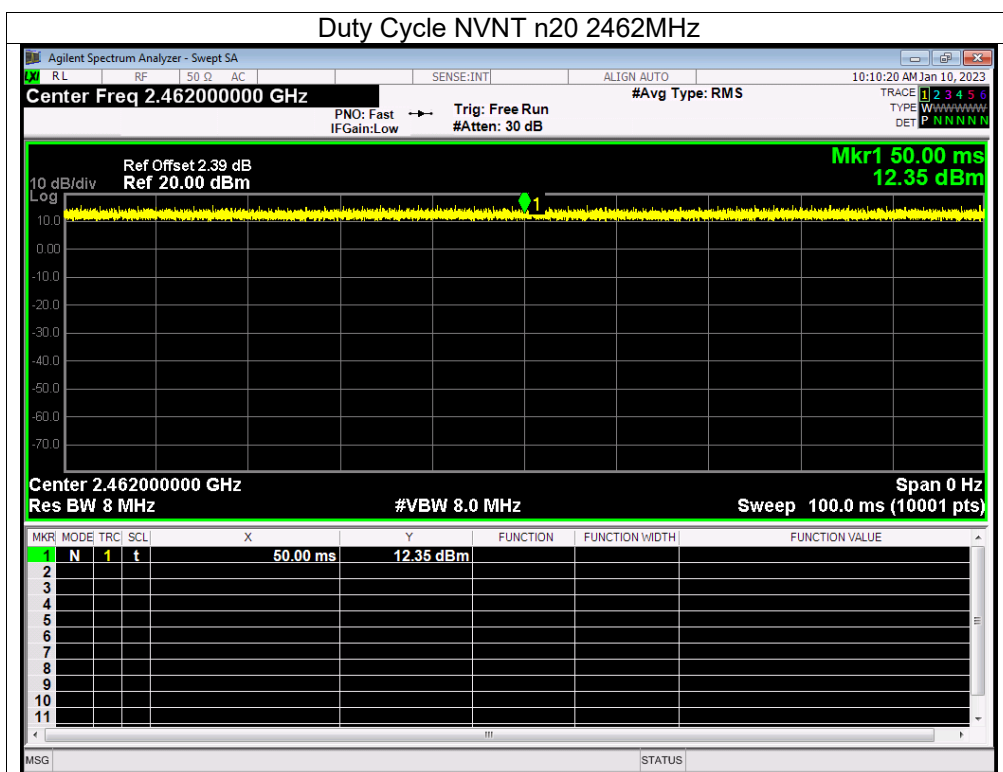 Duty Cycle NVNT n20 2462MHz
Agilent Spectrum Analyzer - Swept SA
LXI RL RF 50 Ω AC SENSE:INT ALIGN AUTO 10:10:20 AM Jan 10, 2023
Center Freq 2.462000000 GHz #Avg Type: RMS TRACE 1 2 3 4 5 6
PNO: Fast Trig: Free Run TYPE WWWWWWW
IFGain:Low #Atten: 30 dB DET P N N N N N
Mkr1 50.00 ms
Ref Offset 2.39 dB
10 dB/div Ref 20.00 dBm 12.35 dBm
Log
1
10.0
0.00
-10.0
-20.0
-30.0
-40.0
-50.0
-60.0
-70.0
Center 2.462000000 GHz Span 0 Hz
Res BW 8 MHz #VBW 8.0 MHz Sweep 100.0 ms (10001 pts)
MKR MODE TRC SCL X Y FUNCTION FUNCTION WIDTH FUNCTION VALUE
1 N 1 t 50.00 ms 12.35 dBm
2
3
4
5
6
7
8
9
10
11
MSG STATUS